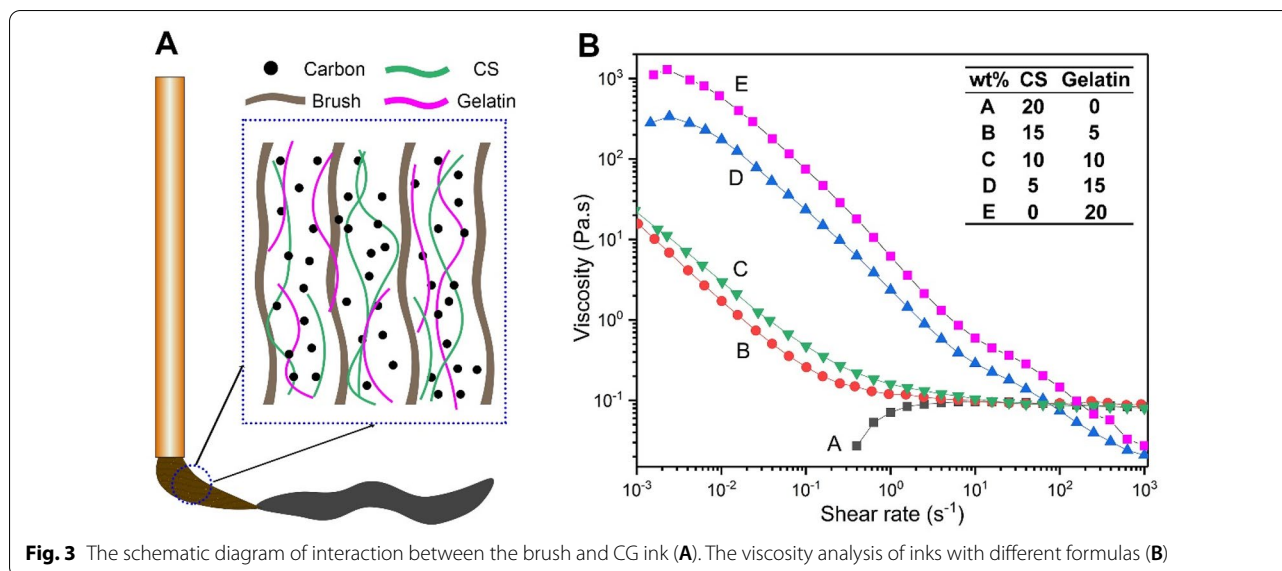 A
Carbon CS
Brush Gelatin
B
Viscosity (Pa.s)
10³
10²
10¹
10⁰
10⁻¹
E
D
C
B
A
wt% CS Gelatin
A 20 0
B 15 5
C 10 10
D 5 15
E 0 20
10⁻³ 10⁻² 10⁻¹ 10⁰ 10¹ 10² 10³
Shear rate (s⁻¹)
Fig. 3 The schematic diagram of interaction between the brush and CG ink (A). The viscosity analysis of inks with different formulas (B)